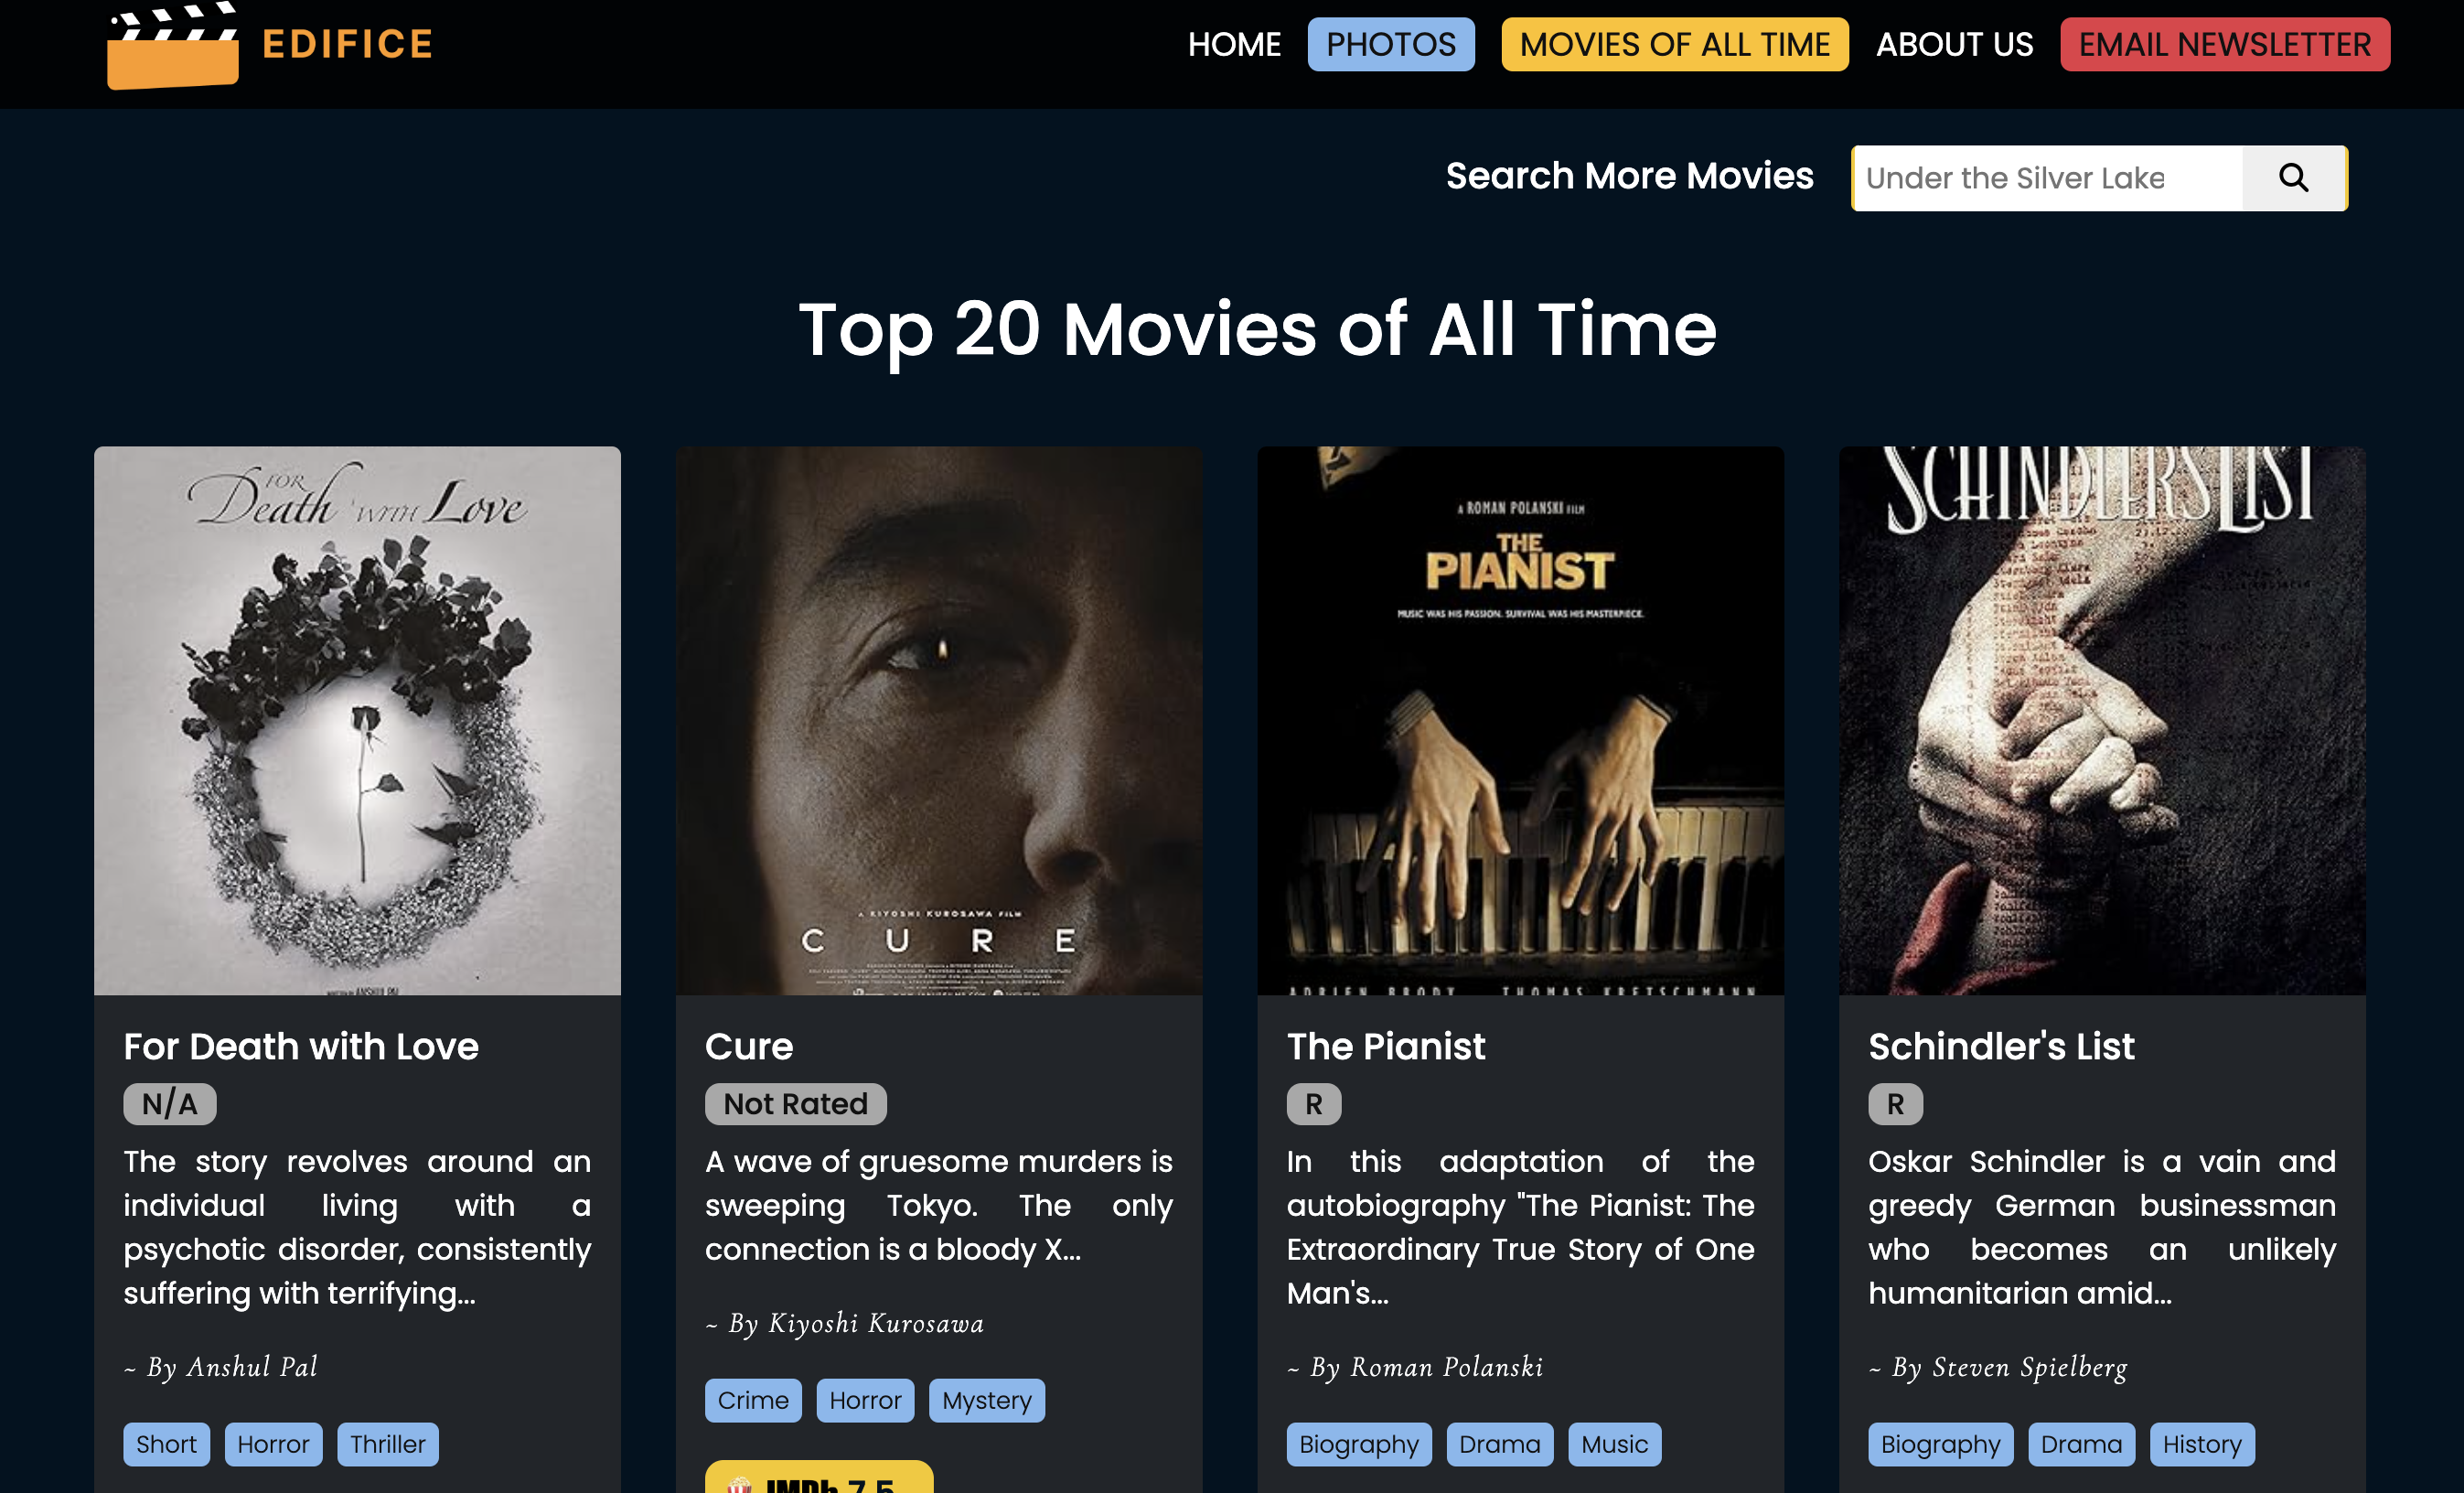 EDIFICE
HOME PHOTOS MOVIES OF ALL TIME ABOUT US EMAIL NEWSLETTER
Search More Movies
Under the Silver Lake
Top 20 Movies of All Time
FOR
Death WITH Love
A KIYOSHI KUROSAWA FILM
CURE
A ROMAN POLANSKI FILM
THE
PIANIST
MUSIC WAS HIS PASSION. SURVIVAL WAS HIS MASTERPIECE.
ADRIEN BRODY THOMAS KRETSCHMANN
SCHINDLER'S LIST
For Death with Love
N/A
The story revolves around an
individual living with a
psychotic disorder, consistently
suffering with terrifying...
~ By Anshul Pal
Short Horror Thriller
Cure
Not Rated
A wave of gruesome murders is
sweeping Tokyo. The only
connection is a bloody X...
~ By Kiyoshi Kurosawa
Crime Horror Mystery
IMDb 7.5
The Pianist
R
In this adaptation of the
autobiography "The Pianist: The
Extraordinary True Story of One
Man's...
~ By Roman Polanski
Biography Drama Music
Schindler's List
R
Oskar Schindler is a vain and
greedy German businessman
who becomes an unlikely
humanitarian amid...
~ By Steven Spielberg
Biography Drama History